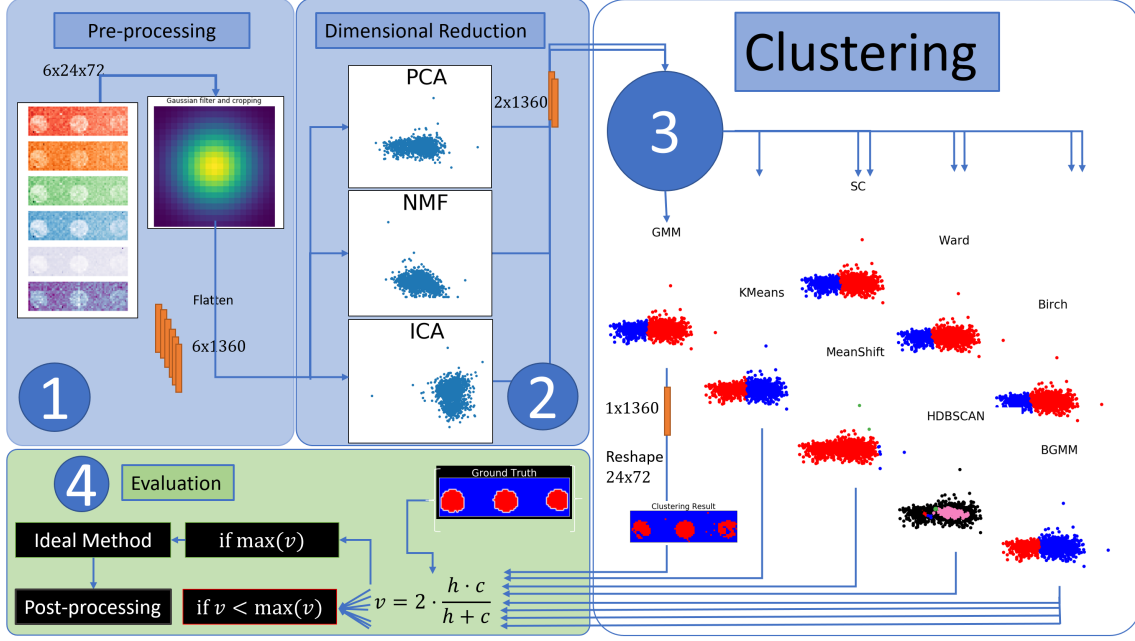 Pre-processing
6x24x72
Gaussian filter and cropping
Flatten
6x1360
1
Dimensional Reduction
PCA
2x1360
NMF
ICA
2
Clustering
3
SC
GMM
Ward
KMeans
Birch
MeanShift
1x1360
HDBSCAN
Reshape
24x72
BGMM
Clustering Result
4
Evaluation
Ground Truth
Ideal Method
if max(v)
Post-processing
if v < max(v)
v = 2 · h · c / h + c